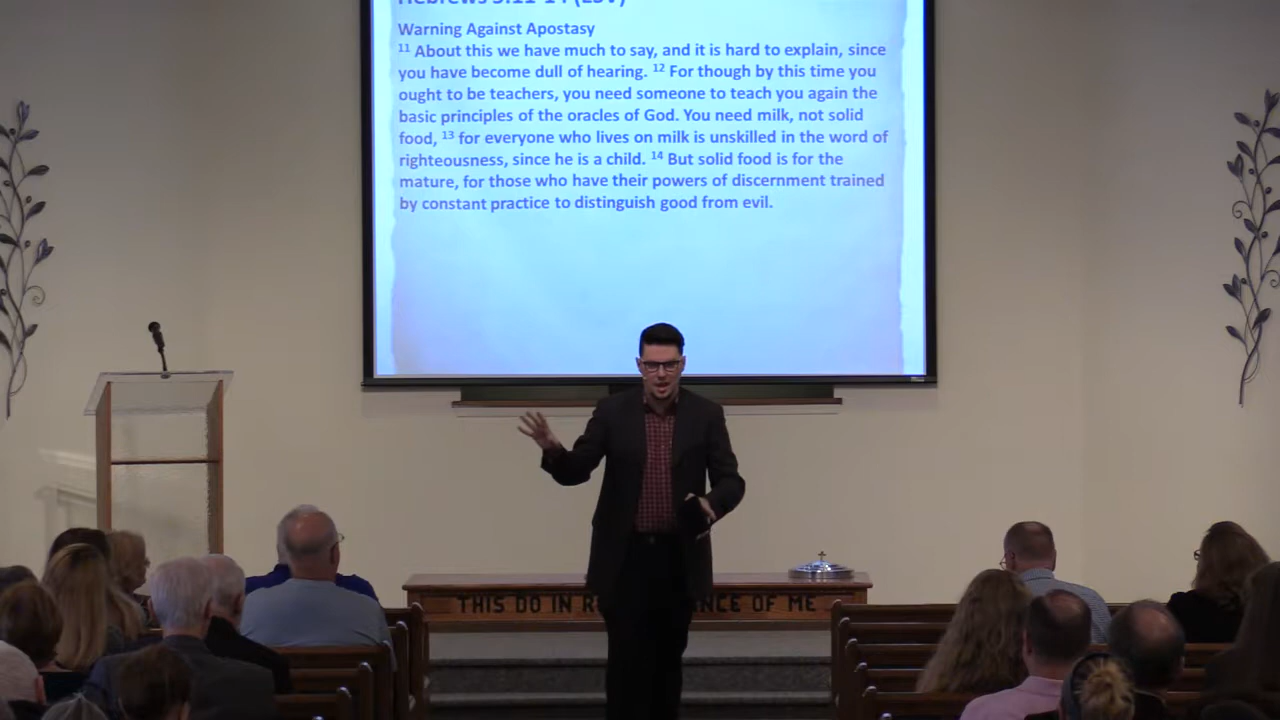 Hebrews 5:11-14 (ESV)
Warning Against Apostasy
11 About this we have much to say, and it is hard to explain, since
you have become dull of hearing. 12 For though by this time you
ought to be teachers, you need someone to teach you again the
basic principles of the oracles of God. You need milk, not solid
food, 13 for everyone who lives on milk is unskilled in the word of
righteousness, since he is a child. 14 But solid food is for the
mature, for those who have their powers of discernment trained
by constant practice to distinguish good from evil.
THIS DO IN R NCE OF ME